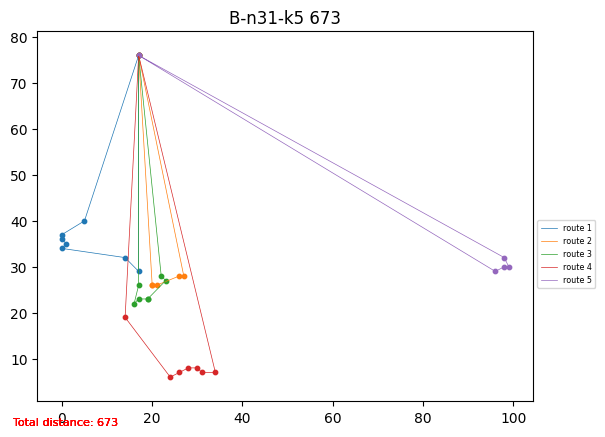 B-n31-k5 673
80
70
60
50
40
30
20
10
0 20 40 60 80 100
route 1
route 2
route 3
route 4
route 5
Total distance: 673